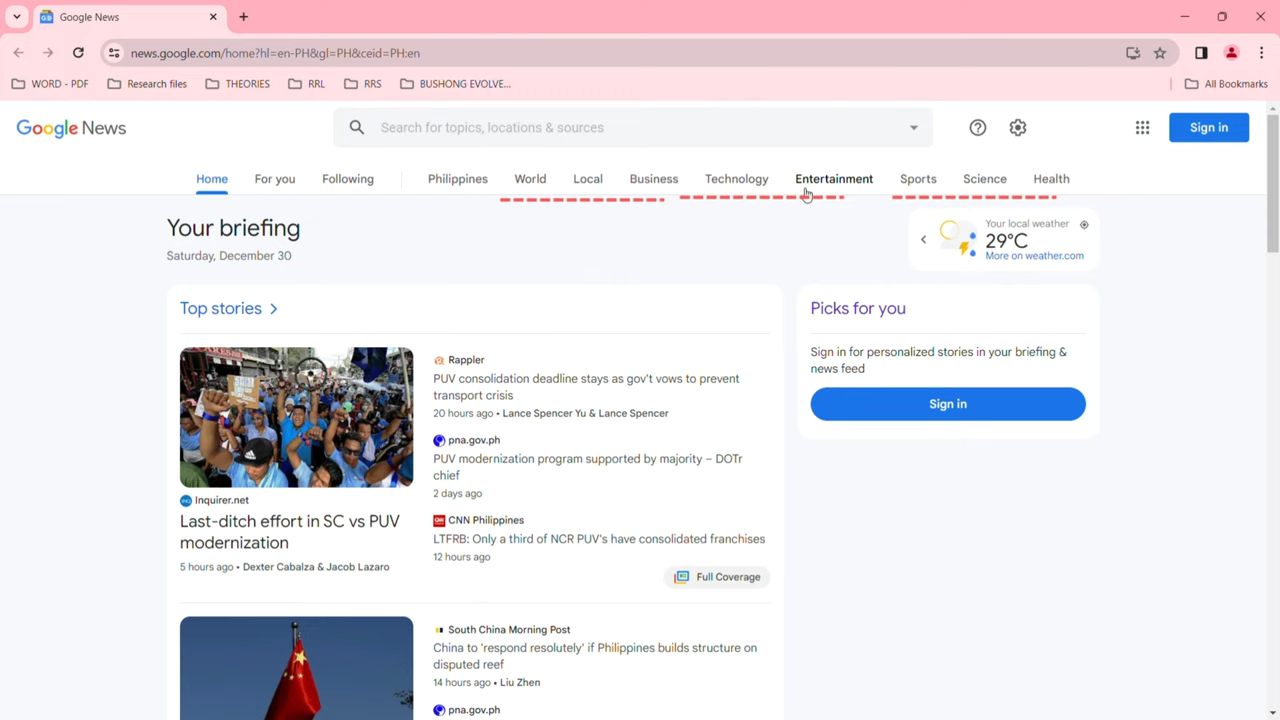 Google News
news.google.com/home?hl=en-PH&gl=PH&ceid=PH:en
WORD - PDF
Research files
THEORIES
RRL
RRS
BUSHONG EVOLVE...
All Bookmarks
Google News
Search for topics, locations & sources
Sign in
Home
For you
Following
Philippines
World
Local
Business
Technology
Entertainment
Sports
Science
Health
Your briefing
Saturday, December 30
Your local weather
29°C
More on weather.com
Top stories
Inquirer.net
Last-ditch effort in SC vs PUV
modernization
5 hours ago • Dexter Cabalza & Jacob Lazaro
Rappler
PUV consolidation deadline stays as gov't vows to prevent
transport crisis
20 hours ago • Lance Spencer Yu & Lance Spencer
pna.gov.ph
PUV modernization program supported by majority – DOTr
chief
2 days ago
CNN Philippines
LTFRB: Only a third of NCR PUV's have consolidated franchises
12 hours ago
Full Coverage
South China Morning Post
China to 'respond resolutely' if Philippines builds structure on
disputed reef
14 hours ago • Liu Zhen
pna.gov.ph
Picks for you
Sign in for personalized stories in your briefing &
news feed
Sign in